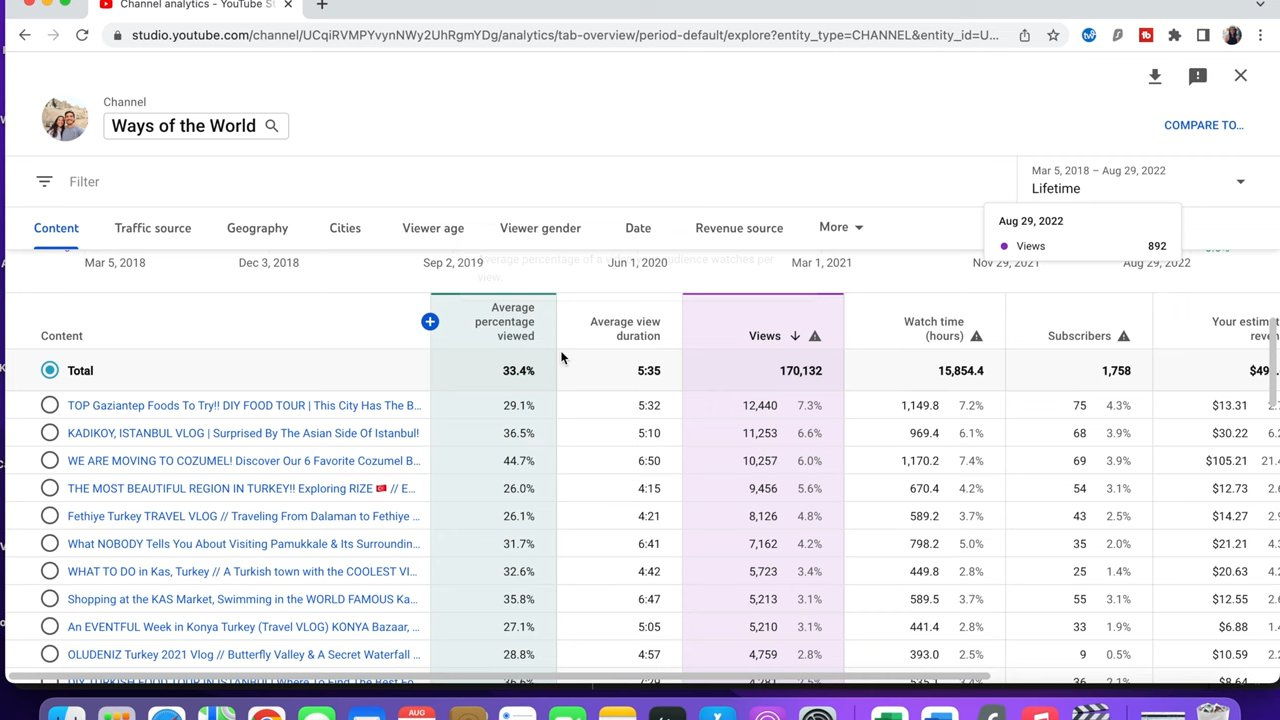 Channel analytics - YouTube St
studio.youtube.com/channel/UCqiRVMPYvynNWy2UhRgmYDg/analytics/tab-overview/period-default/explore?entity_type=CHANNEL&entity_id=U...
Channel
Ways of the World
COMPARE TO...
Filter
Mar 5, 2018 – Aug 29, 2022
Lifetime
Content Traffic source Geography Cities Viewer age Viewer gender Date Revenue source More
Aug 29, 2022
Views 892
Mar 5, 2018 Dec 3, 2018 Sep 2, 2019 Jun 1, 2020 Mar 1, 2021 Nov 29, 2021 Aug 29, 2022
Content
Average percentage viewed
Average view duration
Views
Watch time (hours)
Subscribers
Your
Total 33.4% 5:35 170,132 15,854.4 1,758
TOP Gaziantep Foods To Try!! DIY FOOD TOUR | This City Has The B... 29.1% 5:32 12,440 7.3% 1,149.8 7.2% 75 4.3% $13.31
KADIKOY, ISTANBUL VLOG | Surprised By The Asian Side Of Istanbul! 36.5% 5:10 11,253 6.6% 969.4 6.1% 68 3.9% $30.22
WE ARE MOVING TO COZUMEL! Discover Our 6 Favorite Cozumel B... 44.7% 6:50 10,257 6.0% 1,170.2 7.4% 69 3.9% $105.21
THE MOST BEAUTIFUL REGION IN TURKEY!! Exploring RIZE 🇹🇷 // E... 26.0% 4:15 9,456 5.6% 670.4 4.2% 54 3.1% $12.73
Fethiye Turkey TRAVEL VLOG // Traveling From Dalaman to Fethiye ... 26.1% 4:21 8,126 4.8% 589.2 3.7% 43 2.5% $14.27
What NOBODY Tells You About Visiting Pamukkale & Its Surroundin... 31.7% 6:41 7,162 4.2% 798.2 5.0% 35 2.0% $21.21
WHAT TO DO in Kas, Turkey // A Turkish town with the COOLEST VI... 32.6% 4:42 5,723 3.4% 449.8 2.8% 25 1.4% $20.63
Shopping at the KAS Market, Swimming in the WORLD FAMOUS Ka... 35.8% 6:47 5,213 3.1% 589.5 3.7% 55 3.1% $12.55
An EVENTFUL Week in Konya Turkey (Travel VLOG) KONYA Bazaar, ... 27.1% 5:05 5,210 3.1% 441.4 2.8% 33 1.9% $6.88
OLUDENIZ Turkey 2021 Vlog // Butterfly Valley & A Secret Waterfall ... 28.8% 4:57 4,759 2.8% 393.0 2.5% 9 0.5% $10.59
AUG